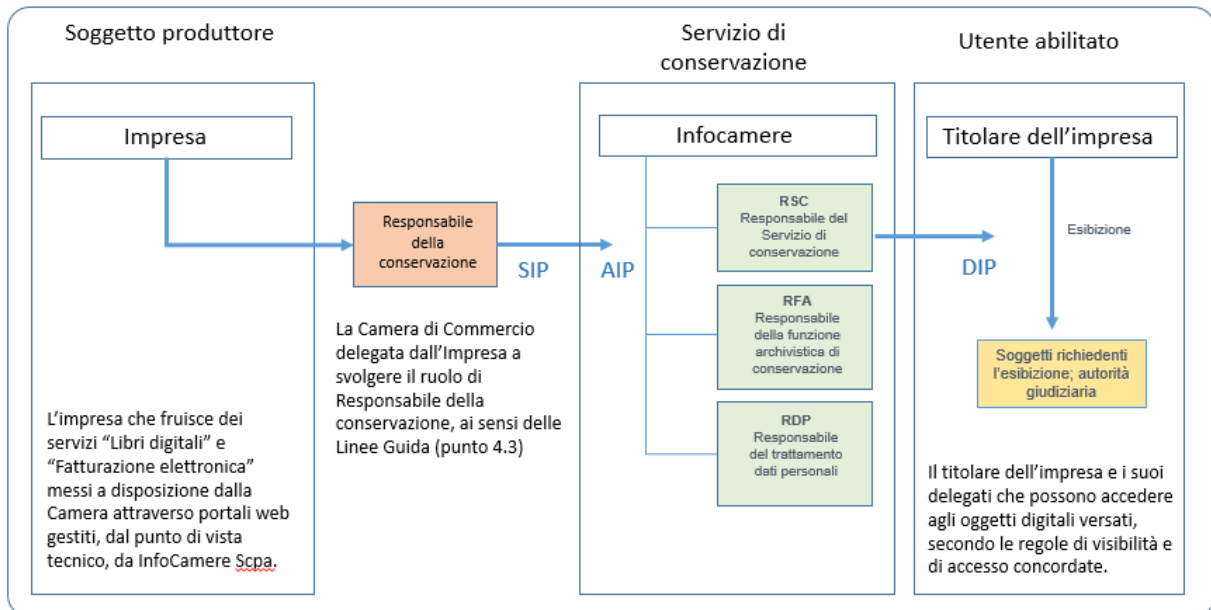 Soggetto produttore
Impresa
L'impresa che fruisce dei
servizi "Libri digitali" e
"Fatturazione elettronica"
messi a disposizione dalla
Camera attraverso portali web
gestiti, dal punto di vista
tecnico, da InfoCamere Scpa.
Responsabile
della
conservazione
SIP
La Camera di Commercio
delegata dall'Impresa a
svolgere il ruolo di
Responsabile della
conservazione, ai sensi delle
Linee Guida (punto 4.3)
Servizio di
conservazione
Infocamere
AIP
RSC
Responsabile del
Servizio di
conservazione
RFA
Responsabile
della funzione
archivistica di
conservazione
RDP
Responsabile
del trattamento
dati personali
Utente abilitato
Titolare dell'impresa
Esibizione
DIP
Soggetti richiedenti
l'esibizione; autorità
giudiziaria
Il titolare dell'impresa e i suoi
delegati che possono accedere
agli oggetti digitali versati,
secondo le regole di visibilità e
di accesso concordate.